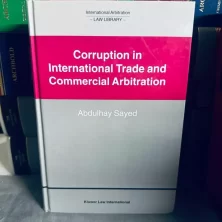 International Arbitration
LAW LIBRARY
Corruption in
International Trade and
Commercial Arbitration
Abdulhay Sayed
Kluwer Law International